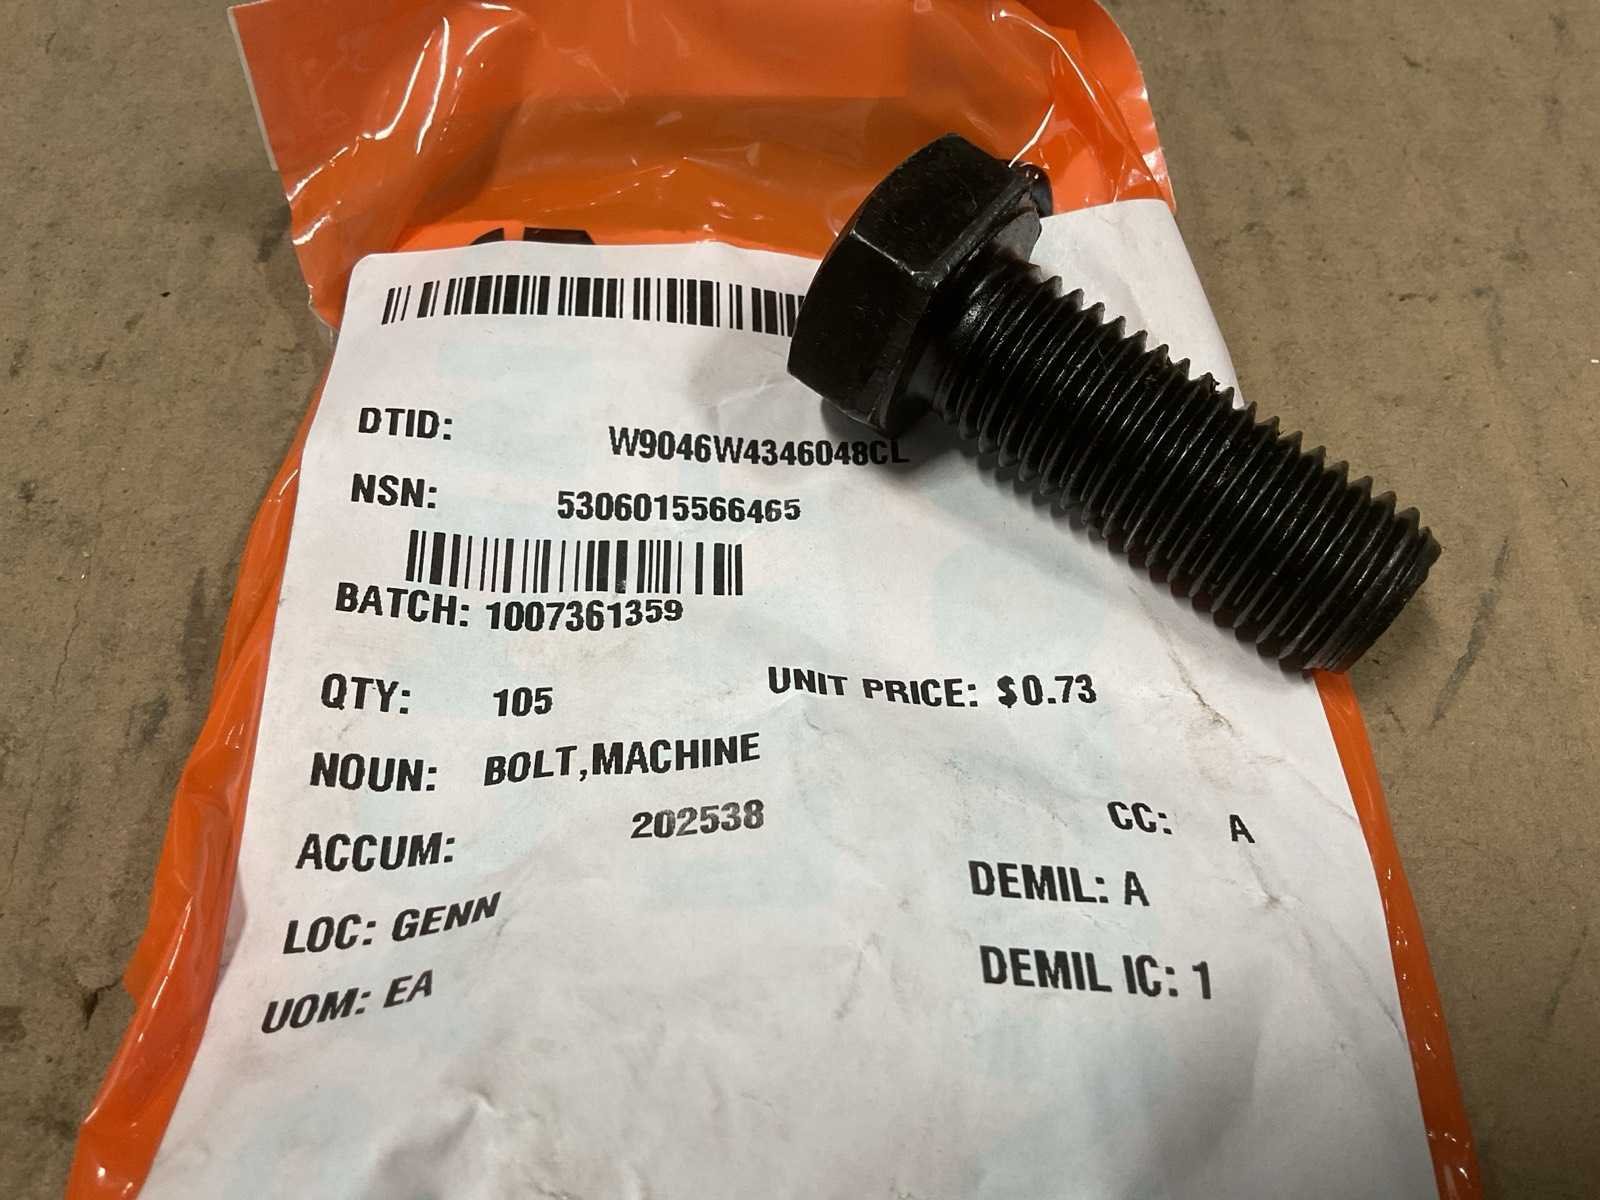 DTID: W9046W4346048CL
NSN: 5306015566465
BATCH: 1007361359
QTY: 105 UNIT PRICE: $0.73
NOUN: BOLT,MACHINE
ACCUM: 202538 CC: A
LOC: GENN DEMIL: A
UOM: EA DEMIL IC: 1